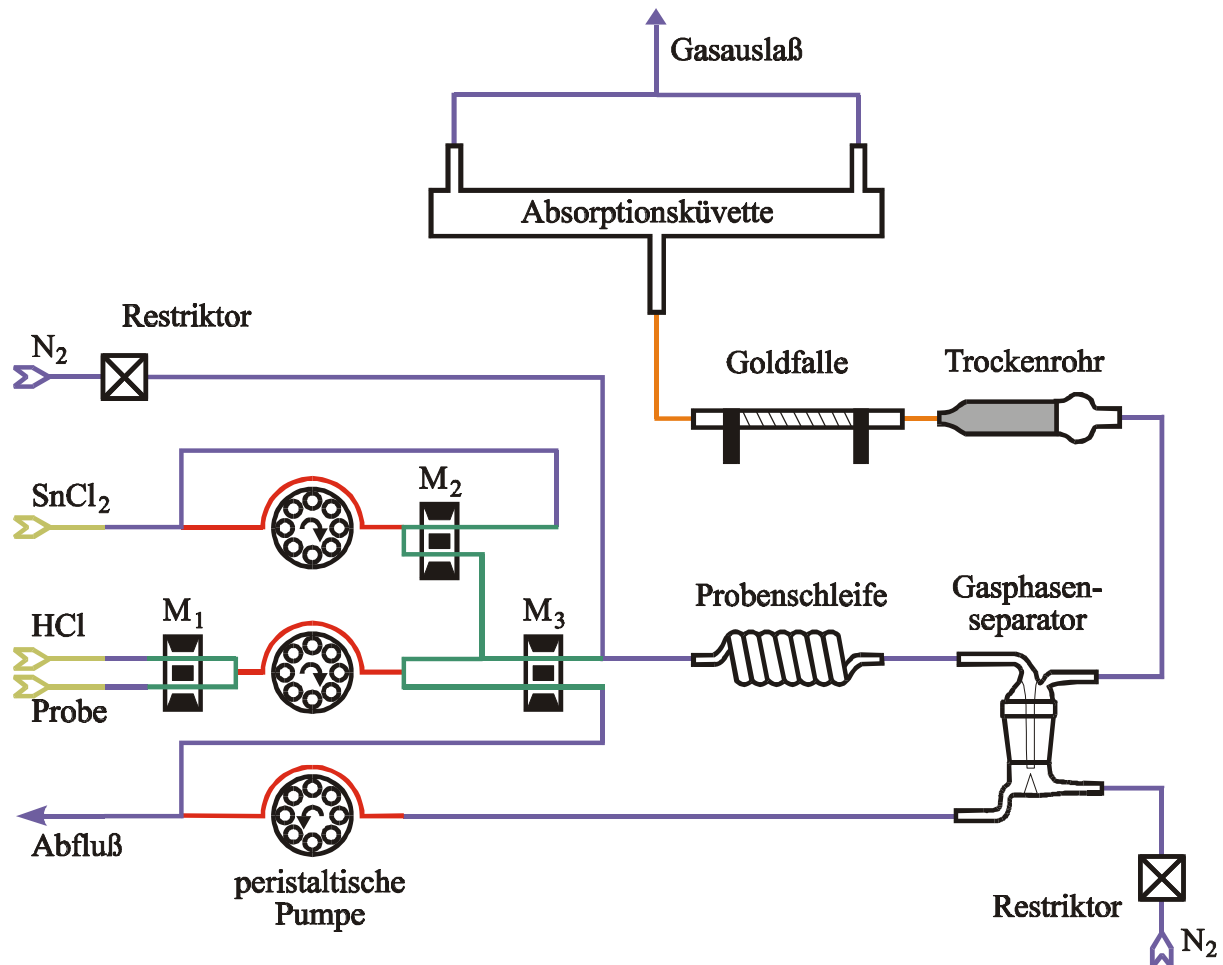 Gasauslaß
Absorptionsküvette
Restriktor
N2
Goldfalle
Trockenrohr
SnCl2
M2
Probenschleife
Gasphasen-
separator
M1
M3
HCl
Probe
Abfluß
peristaltische
Pumpe
Restriktor
N2